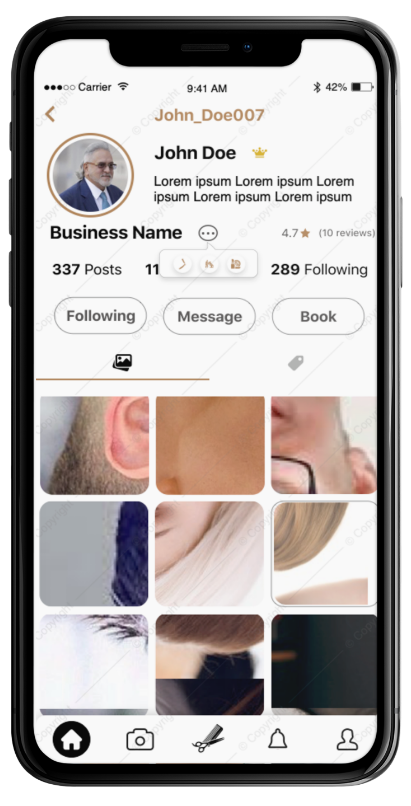 Carrier 9:41 AM 42%
John_Doe007
John Doe
Lorem ipsum Lorem ipsum Lorem
ipsum Lorem ipsum Lorem ipsum
Business Name 4.7 (10 reviews)
337 Posts 11 289 Following
Following Message Book
© Copyright